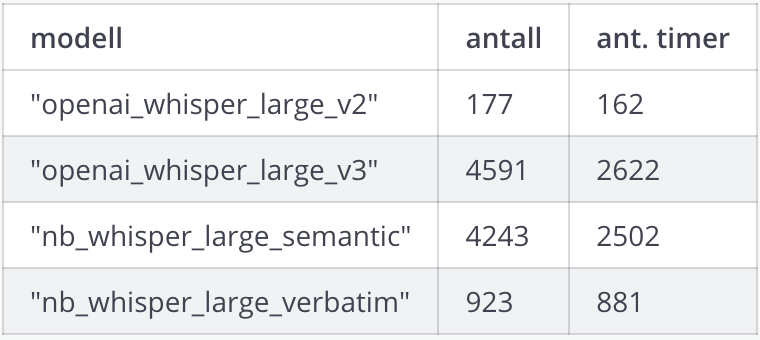 modell antall ant. timer
"openai_whisper_large_v2" 177 162
"openai_whisper_large_v3" 4591 2622
"nb_whisper_large_semantic" 4243 2502
"nb_whisper_large_verbatim" 923 881